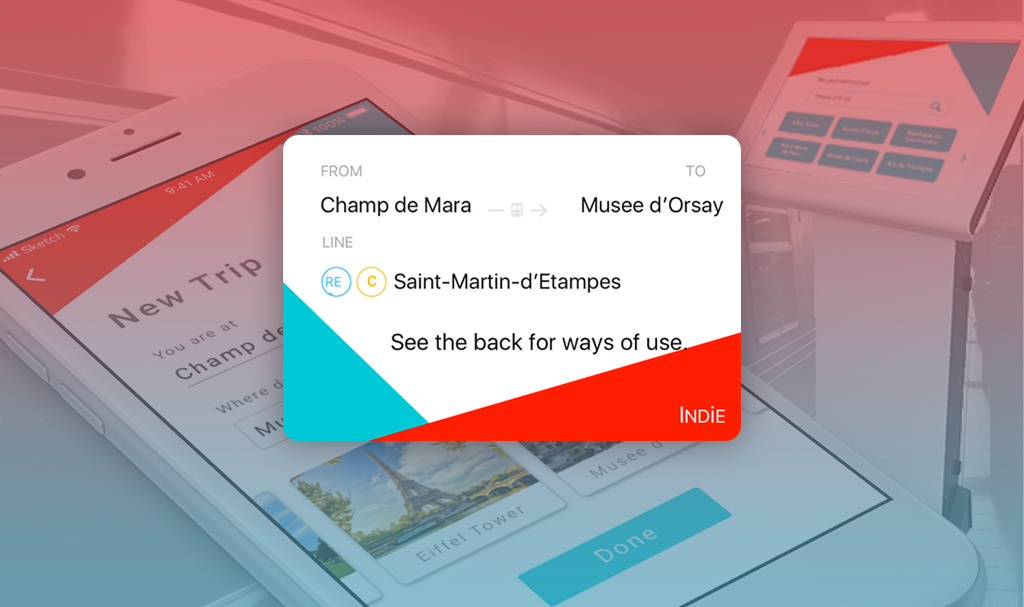 FROM
TO
Champ de Mara
Musee d’Orsay
LINE
RE C Saint-Martin-d’Etampes
See the back for ways of use.
INDiE
100%
9:41 AM
Sketch
New Trip
You are at
Champ de
Where d
Mu
Eiffel Tower
Musee d
Done